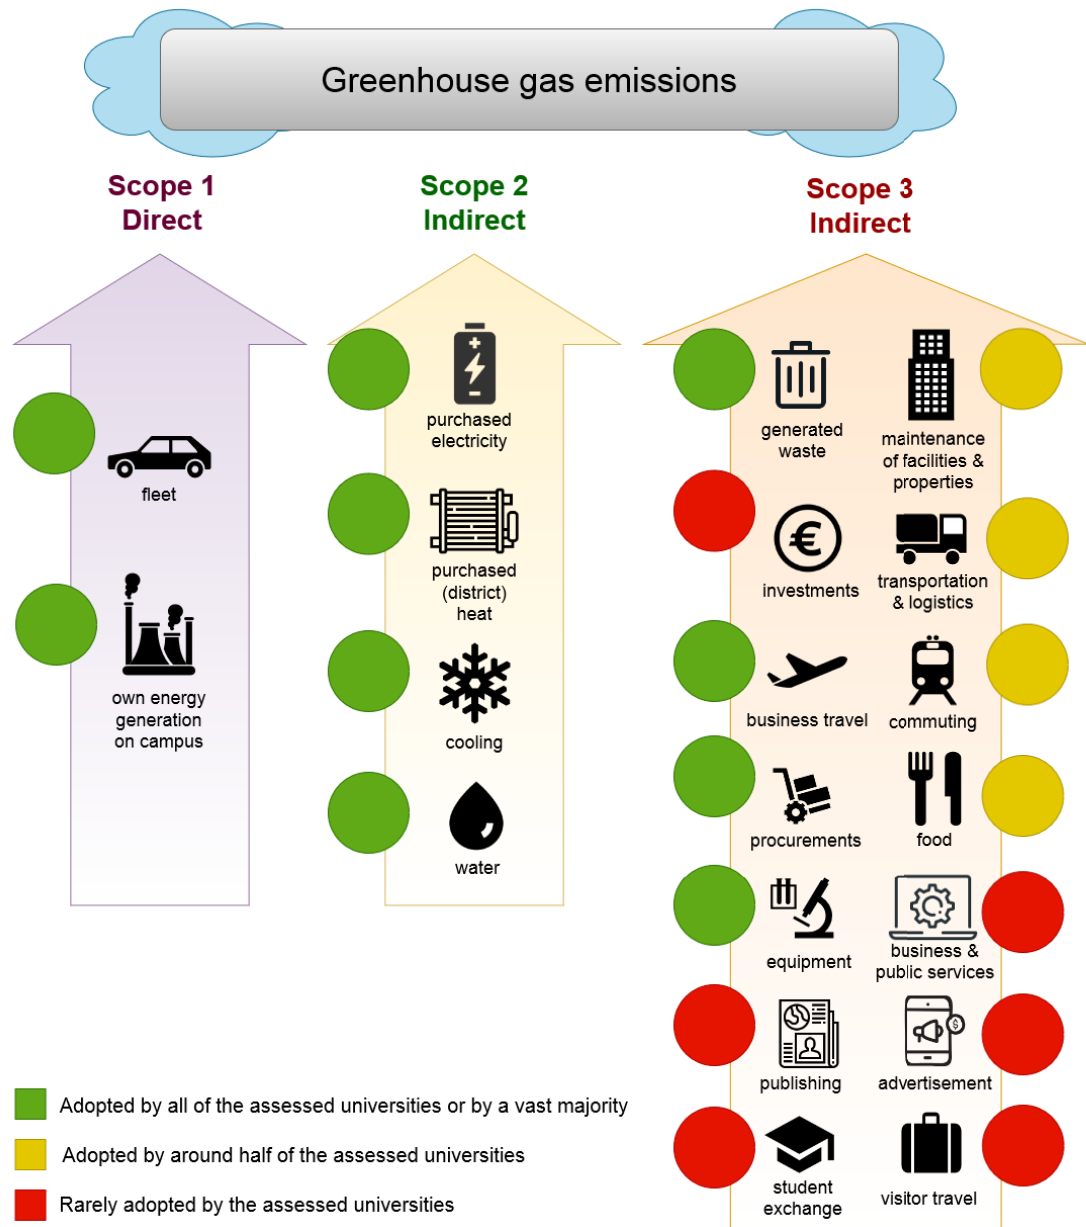 Greenhouse gas emissions
Scope 1
Direct
fleet
own energy
generation
on campus
Scope 2
Indirect
purchased
electricity
purchased
(district)
heat
cooling
water
Scope 3
Indirect
generated
waste
maintenance
of facilities &
properties
investments
€
transportation
& logistics
business travel
commuting
procurements
food
equipment
business &
public services
publishing
advertisement
$
student
exchange
visitor travel
Adopted by all of the assessed universities or by a vast majority
Adopted by around half of the assessed universities
Rarely adopted by the assessed universities